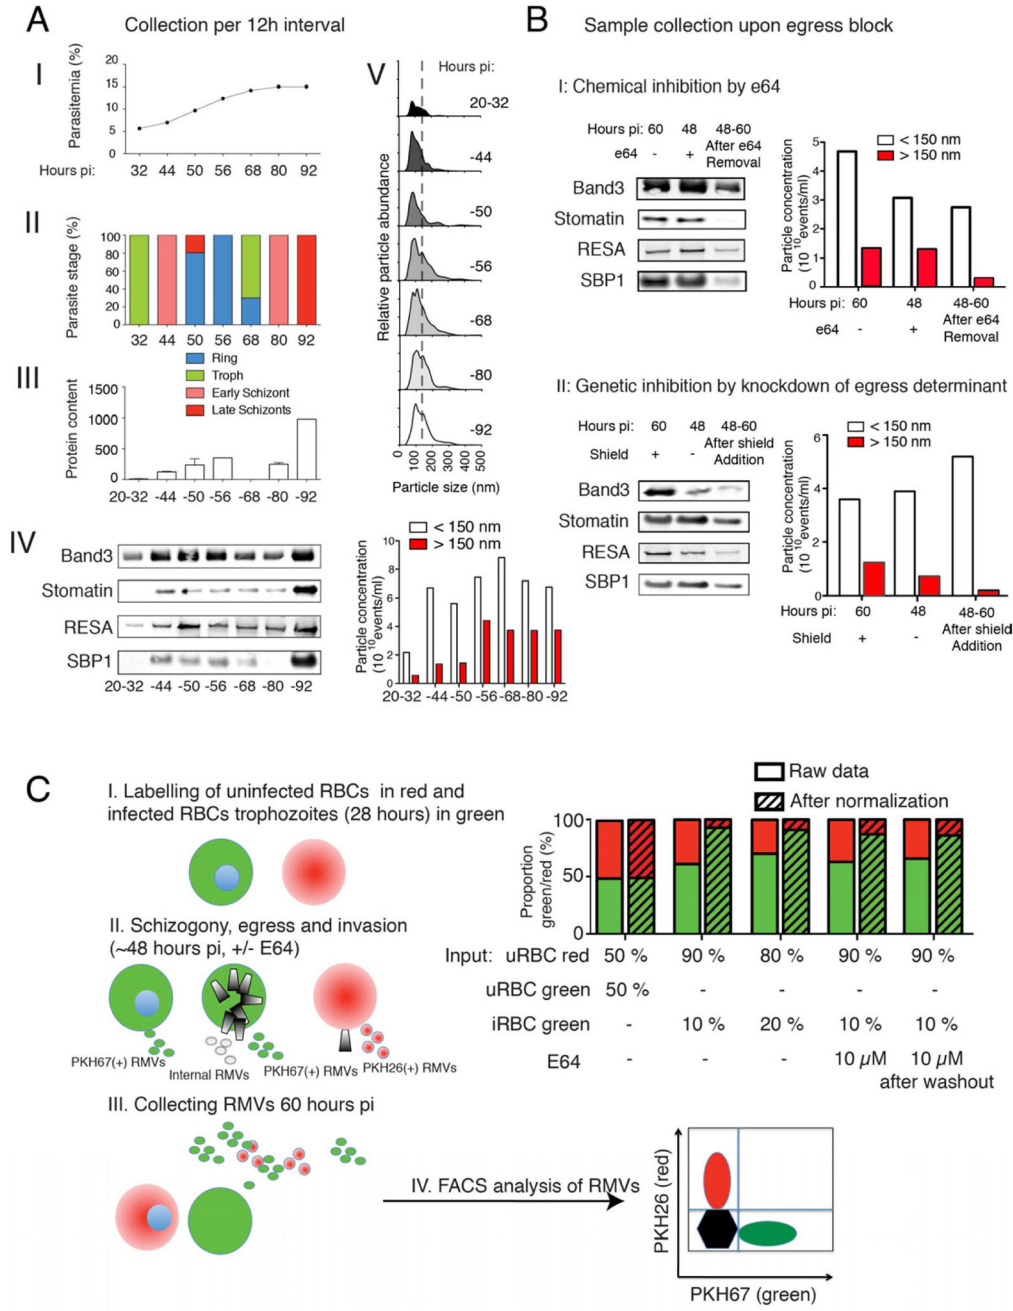 A
Collection per 12h interval
I
Parasitemia (%)
20
15
10
5
0
Hours pi:
32 44 50 56 68 80 92
II
Parasite stage (%)
100
80
60
40
20
0
32 44 50 56 68 80 92
Ring
Troph
Early Schizont
Late Schizonts
III
Protein content
1500
1000
500
0
20-32 -44 -50 -56 -68 -80 -92
IV
Band3
Stomatin
RESA
SBP1
20-32 -44 -50 -56 -68 -80 -92
V
Hours pi:
20-32
-44
-50
-56
-68
-80
-92
Relative particle abundance
0 100 200 300 400 500
Particle size (nm)
< 150 nm
> 150 nm
Particle concentration
(10^10 events/ml)
10
8
6
4
2
0
20-32 -44 -50 -56 -68 -80 -92
B
Sample collection upon egress block
I: Chemical inhibition by e64
Hours pi: 60 48 48-60
e64 - + After e64
Removal
Band3
Stomatin
RESA
SBP1
< 150 nm
> 150 nm
Particle concentration
(10^10 events/ml)
5
4
3
2
1
0
Hours pi: 60 48 48-60
e64 - + After e64
Removal
II: Genetic inhibition by knockdown of egress determinant
Hours pi: 60 48 48-60
Shield + - After shield
Addition
Band3
Stomatin
RESA
SBP1
< 150 nm
> 150 nm
Particle concentration
(10^10 events/ml)
6
4
2
0
Hours pi: 60 48 48-60
Shield + - After shield
Addition
C
I. Labelling of uninfected RBCs in red and
infected RBCs trophozoites (28 hours) in green
II. Schizogony, egress and invasion
(~48 hours pi, +/- E64)
PKH67(+) RMVs
Internal RMVs
PKH67(+) RMVs
PKH26(+) RMVs
III. Collecting RMVs 60 hours pi
IV. FACS analysis of RMVs
Raw data
After normalization
Proportion
green/red (%)
100
50
0
Input: uRBC red 50 % 90 % 80 % 90 % 90 %
uRBC green 50 % - - - -
iRBC green - 10 % 20 % 10 % 10 %
E64 - - - 10 µM 10 µM
after washout
PKH26 (red)
PKH67 (green)